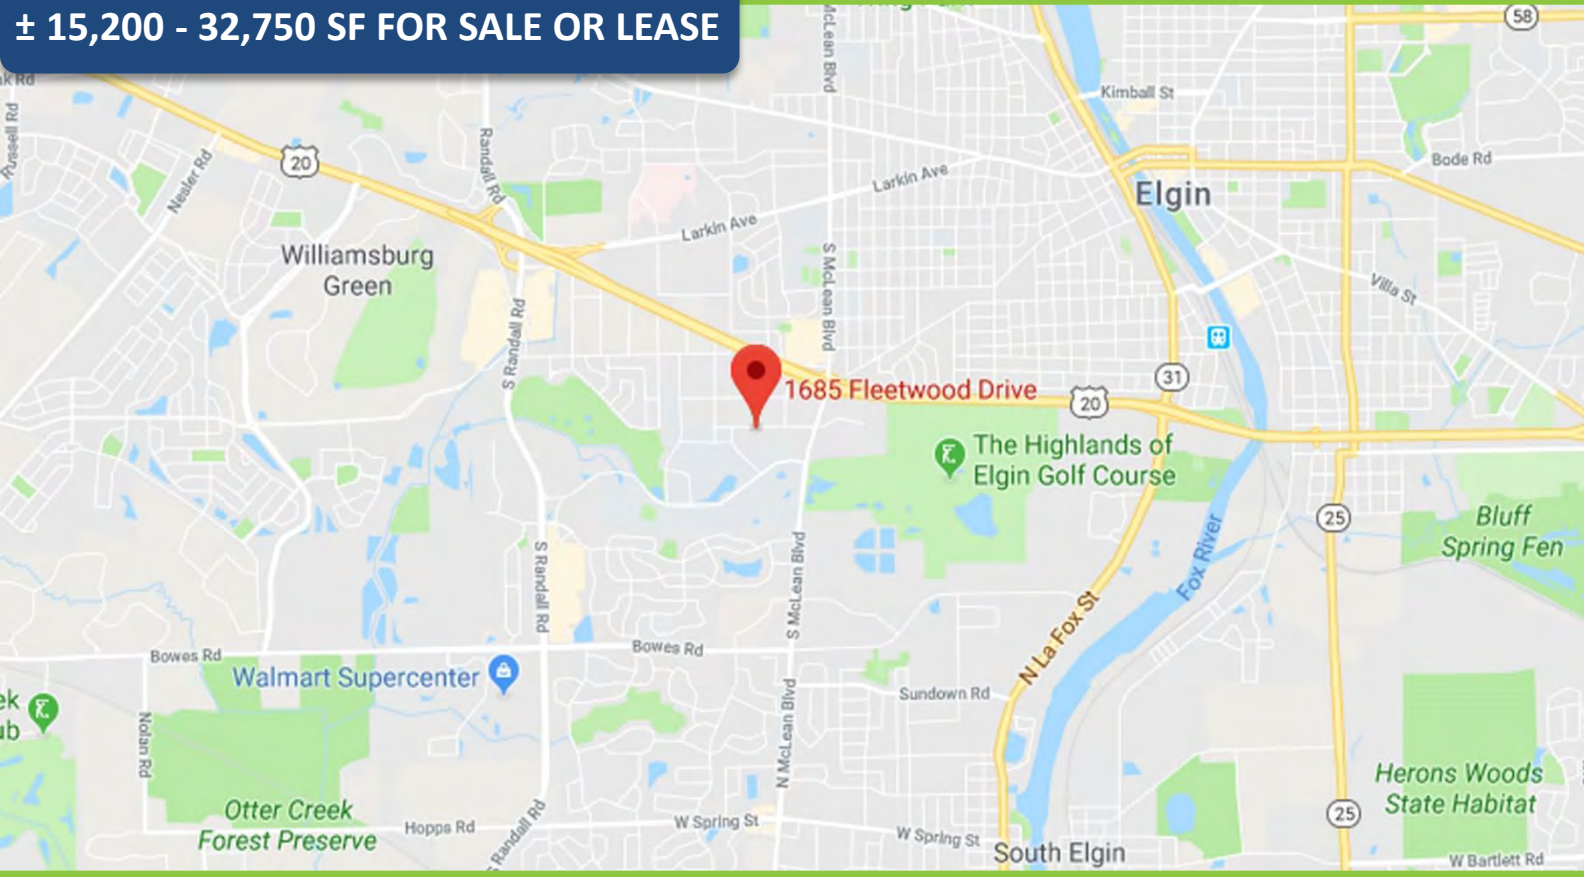 ± 15,200 - 32,750 SF FOR SALE OR LEASE
McLean Blvd
58
Kimball St
Russell Rd
Nesler Rd
20
Randall Rd
Larkin Ave
Bode Rd
Elgin
Larkin Ave
Williamsburg
Green
S McLean Blvd
Villa St
S Randall Rd
31
1685 Fleetwood Drive
20
The Highlands of
Elgin Golf Course
25
Bluff
Spring Fen
Fox River
S Randall Rd
S McLean Blvd
N La Fox St
Bowes Rd
Bowes Rd
Walmart Supercenter
Sundown Rd
N McLean Blvd
Nolan Rd
Herons Woods
State Habitat
Otter Creek
Forest Preserve
Hopps Rd
S Randall Rd
W Spring St
W Spring St
25
South Elgin
W Bartlett Rd